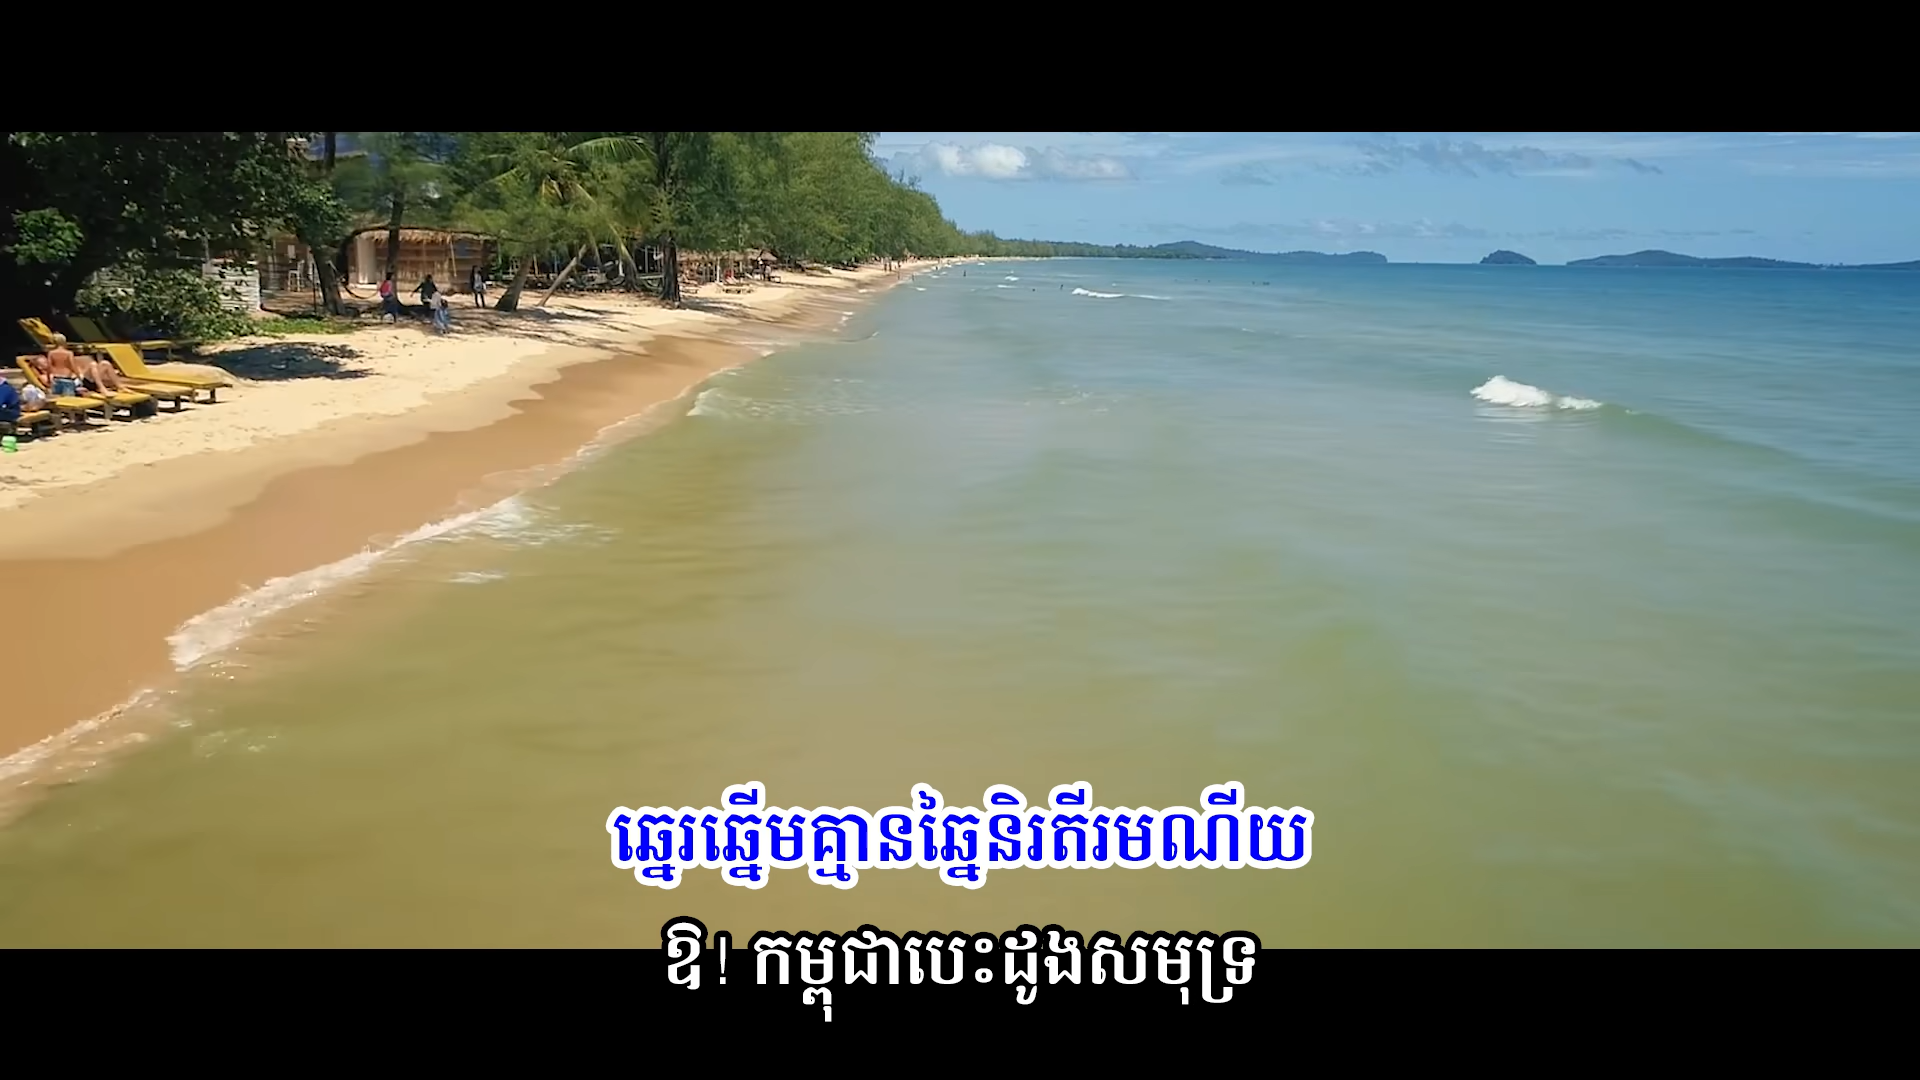 ឆ្នេរឆ្នើមគ្មានឆ្នៃនិរតីរមណីយ
ឱ! កម្ពុជាបេះដូងសមុទ្រ